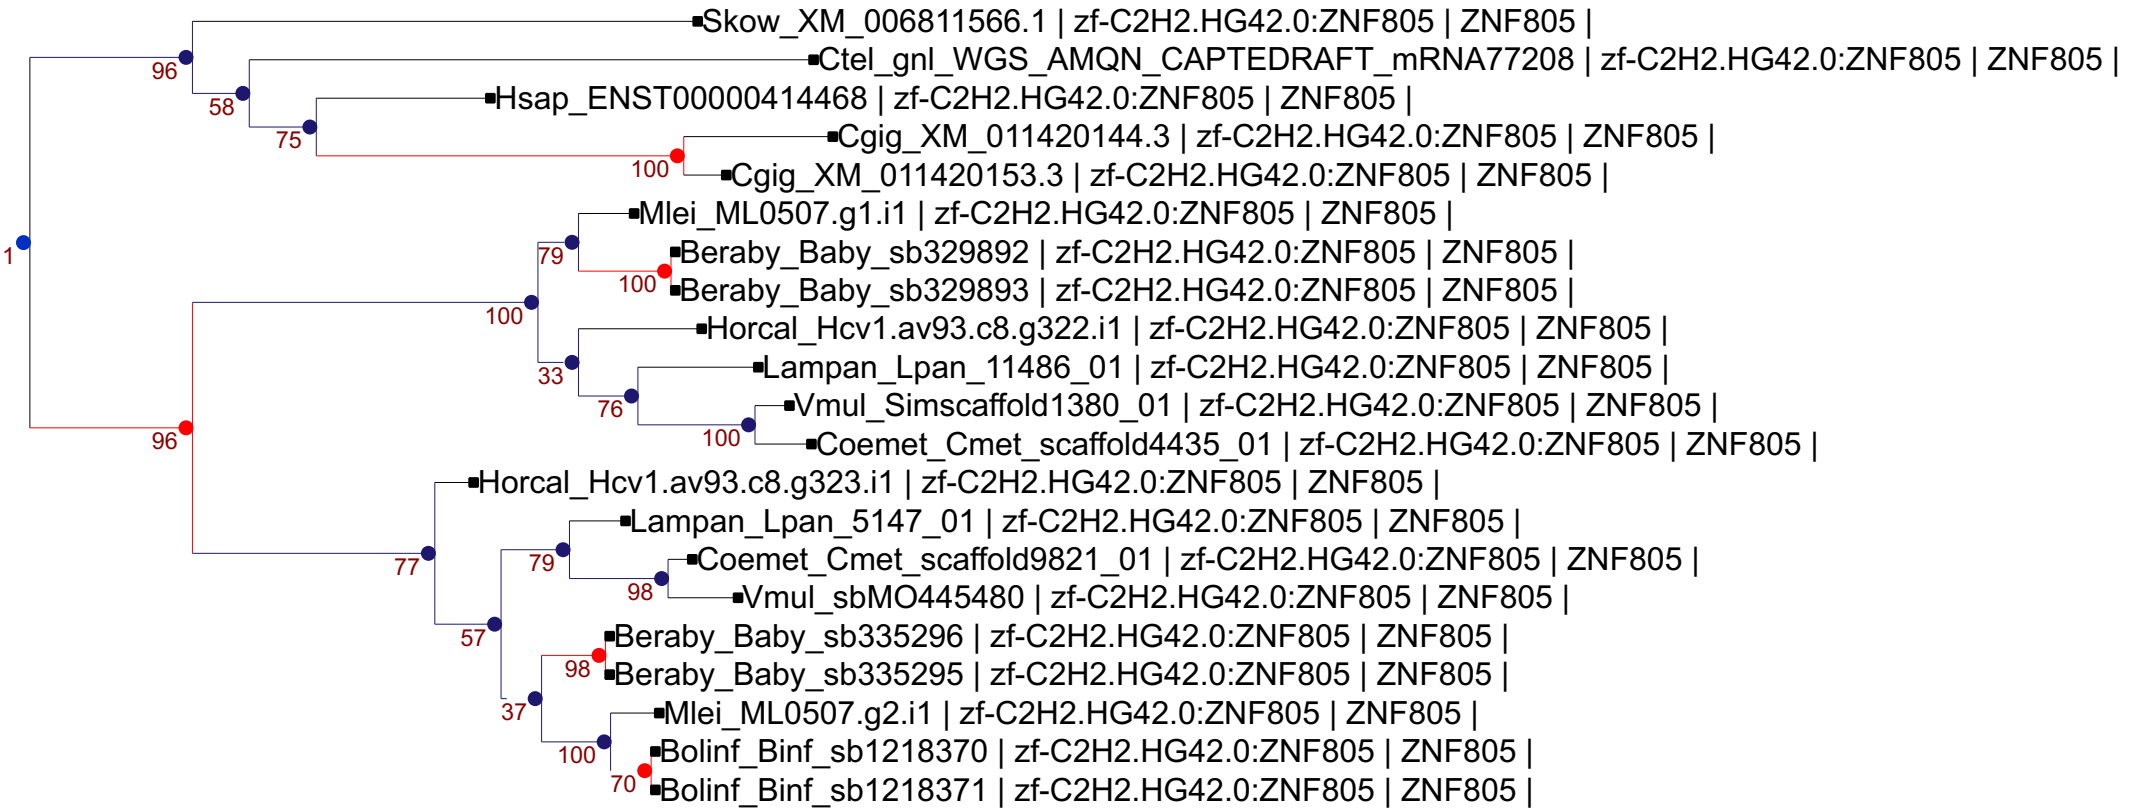 Skow_XM_006811566.1 | zf-C2H2.HG42.0:ZNF805 | ZNF805 |
96
Ctel_gnl_WGS_AMQN_CAPTEDRAFT_mRNA77208 | zf-C2H2.HG42.0:ZNF805 | ZNF805 |
58
Hsap_ENST00000414468 | zf-C2H2.HG42.0:ZNF805 | ZNF805 |
75
Cgig_XM_011420144.3 | zf-C2H2.HG42.0:ZNF805 | ZNF805 |
100
Cgig_XM_011420153.3 | zf-C2H2.HG42.0:ZNF805 | ZNF805 |
Mlei_ML0507.g1.i1 | zf-C2H2.HG42.0:ZNF805 | ZNF805 |
1
79
Beraby_Baby_sb329892 | zf-C2H2.HG42.0:ZNF805 | ZNF805 |
100
Beraby_Baby_sb329893 | zf-C2H2.HG42.0:ZNF805 | ZNF805 |
100
Horcal_Hcv1.av93.c8.g322.i1 | zf-C2H2.HG42.0:ZNF805 | ZNF805 |
33
Lampan_Lpan_11486_01 | zf-C2H2.HG42.0:ZNF805 | ZNF805 |
76
Vmul_Simscaffold1380_01 | zf-C2H2.HG42.0:ZNF805 | ZNF805 |
96
100
Coemet_Cmet_scaffold4435_01 | zf-C2H2.HG42.0:ZNF805 | ZNF805 |
Horcal_Hcv1.av93.c8.g323.i1 | zf-C2H2.HG42.0:ZNF805 | ZNF805 |
Lampan_Lpan_5147_01 | zf-C2H2.HG42.0:ZNF805 | ZNF805 |
77
79
Coemet_Cmet_scaffold9821_01 | zf-C2H2.HG42.0:ZNF805 | ZNF805 |
98
Vmul_sbMO445480 | zf-C2H2.HG42.0:ZNF805 | ZNF805 |
57
Beraby_Baby_sb335296 | zf-C2H2.HG42.0:ZNF805 | ZNF805 |
98
Beraby_Baby_sb335295 | zf-C2H2.HG42.0:ZNF805 | ZNF805 |
37
Mlei_ML0507.g2.i1 | zf-C2H2.HG42.0:ZNF805 | ZNF805 |
100
Bolinf_Binf_sb1218370 | zf-C2H2.HG42.0:ZNF805 | ZNF805 |
70
Bolinf_Binf_sb1218371 | zf-C2H2.HG42.0:ZNF805 | ZNF805 |